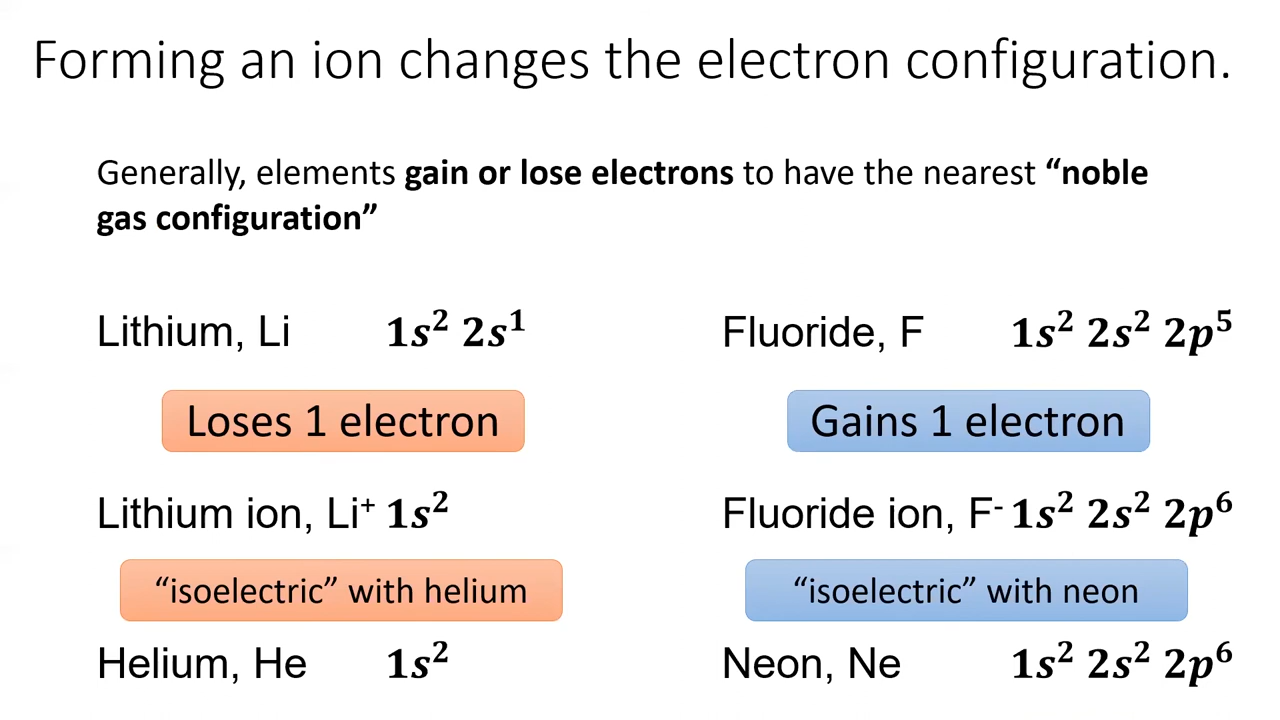 Forming an ion changes the electron configuration.
Generally, elements gain or lose electrons to have the nearest “noble
gas configuration”
Lithium, Li 1s² 2s¹
Fluoride, F 1s² 2s² 2p⁵
Loses 1 electron
Gains 1 electron
Lithium ion, Li⁺ 1s²
Fluoride ion, F⁻ 1s² 2s² 2p⁶
“isoelectric” with helium
“isoelectric” with neon
Helium, He 1s²
Neon, Ne 1s² 2s² 2p⁶